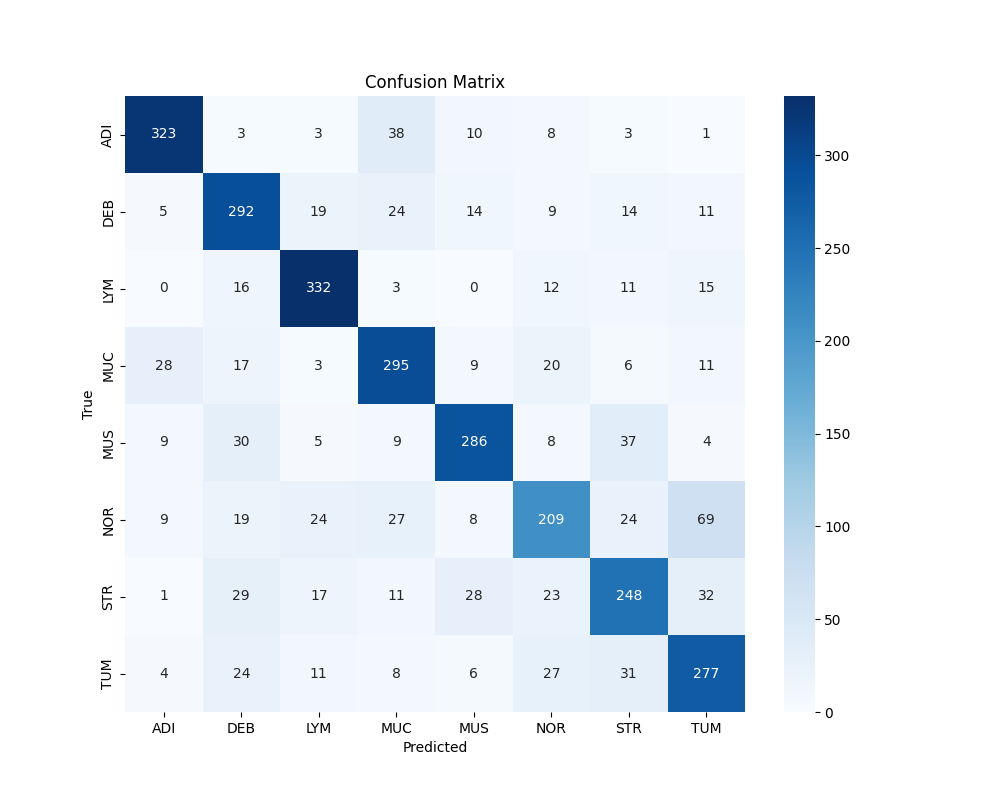 Confusion Matrix
ADI 323 3 3 38 10 8 3 1
DEB 5 292 19 24 14 9 14 11
LYM 0 16 332 3 0 12 11 15
MUC 28 17 3 295 9 20 6 11
MUS 9 30 5 9 286 8 37 4
NOR 9 19 24 27 8 209 24 69
STR 1 29 17 11 28 23 248 32
TUM 4 24 11 8 6 27 31 277
ADI DEB LYM MUC MUS NOR STR TUM
Predicted
True
300
250
200
150
100
50
0